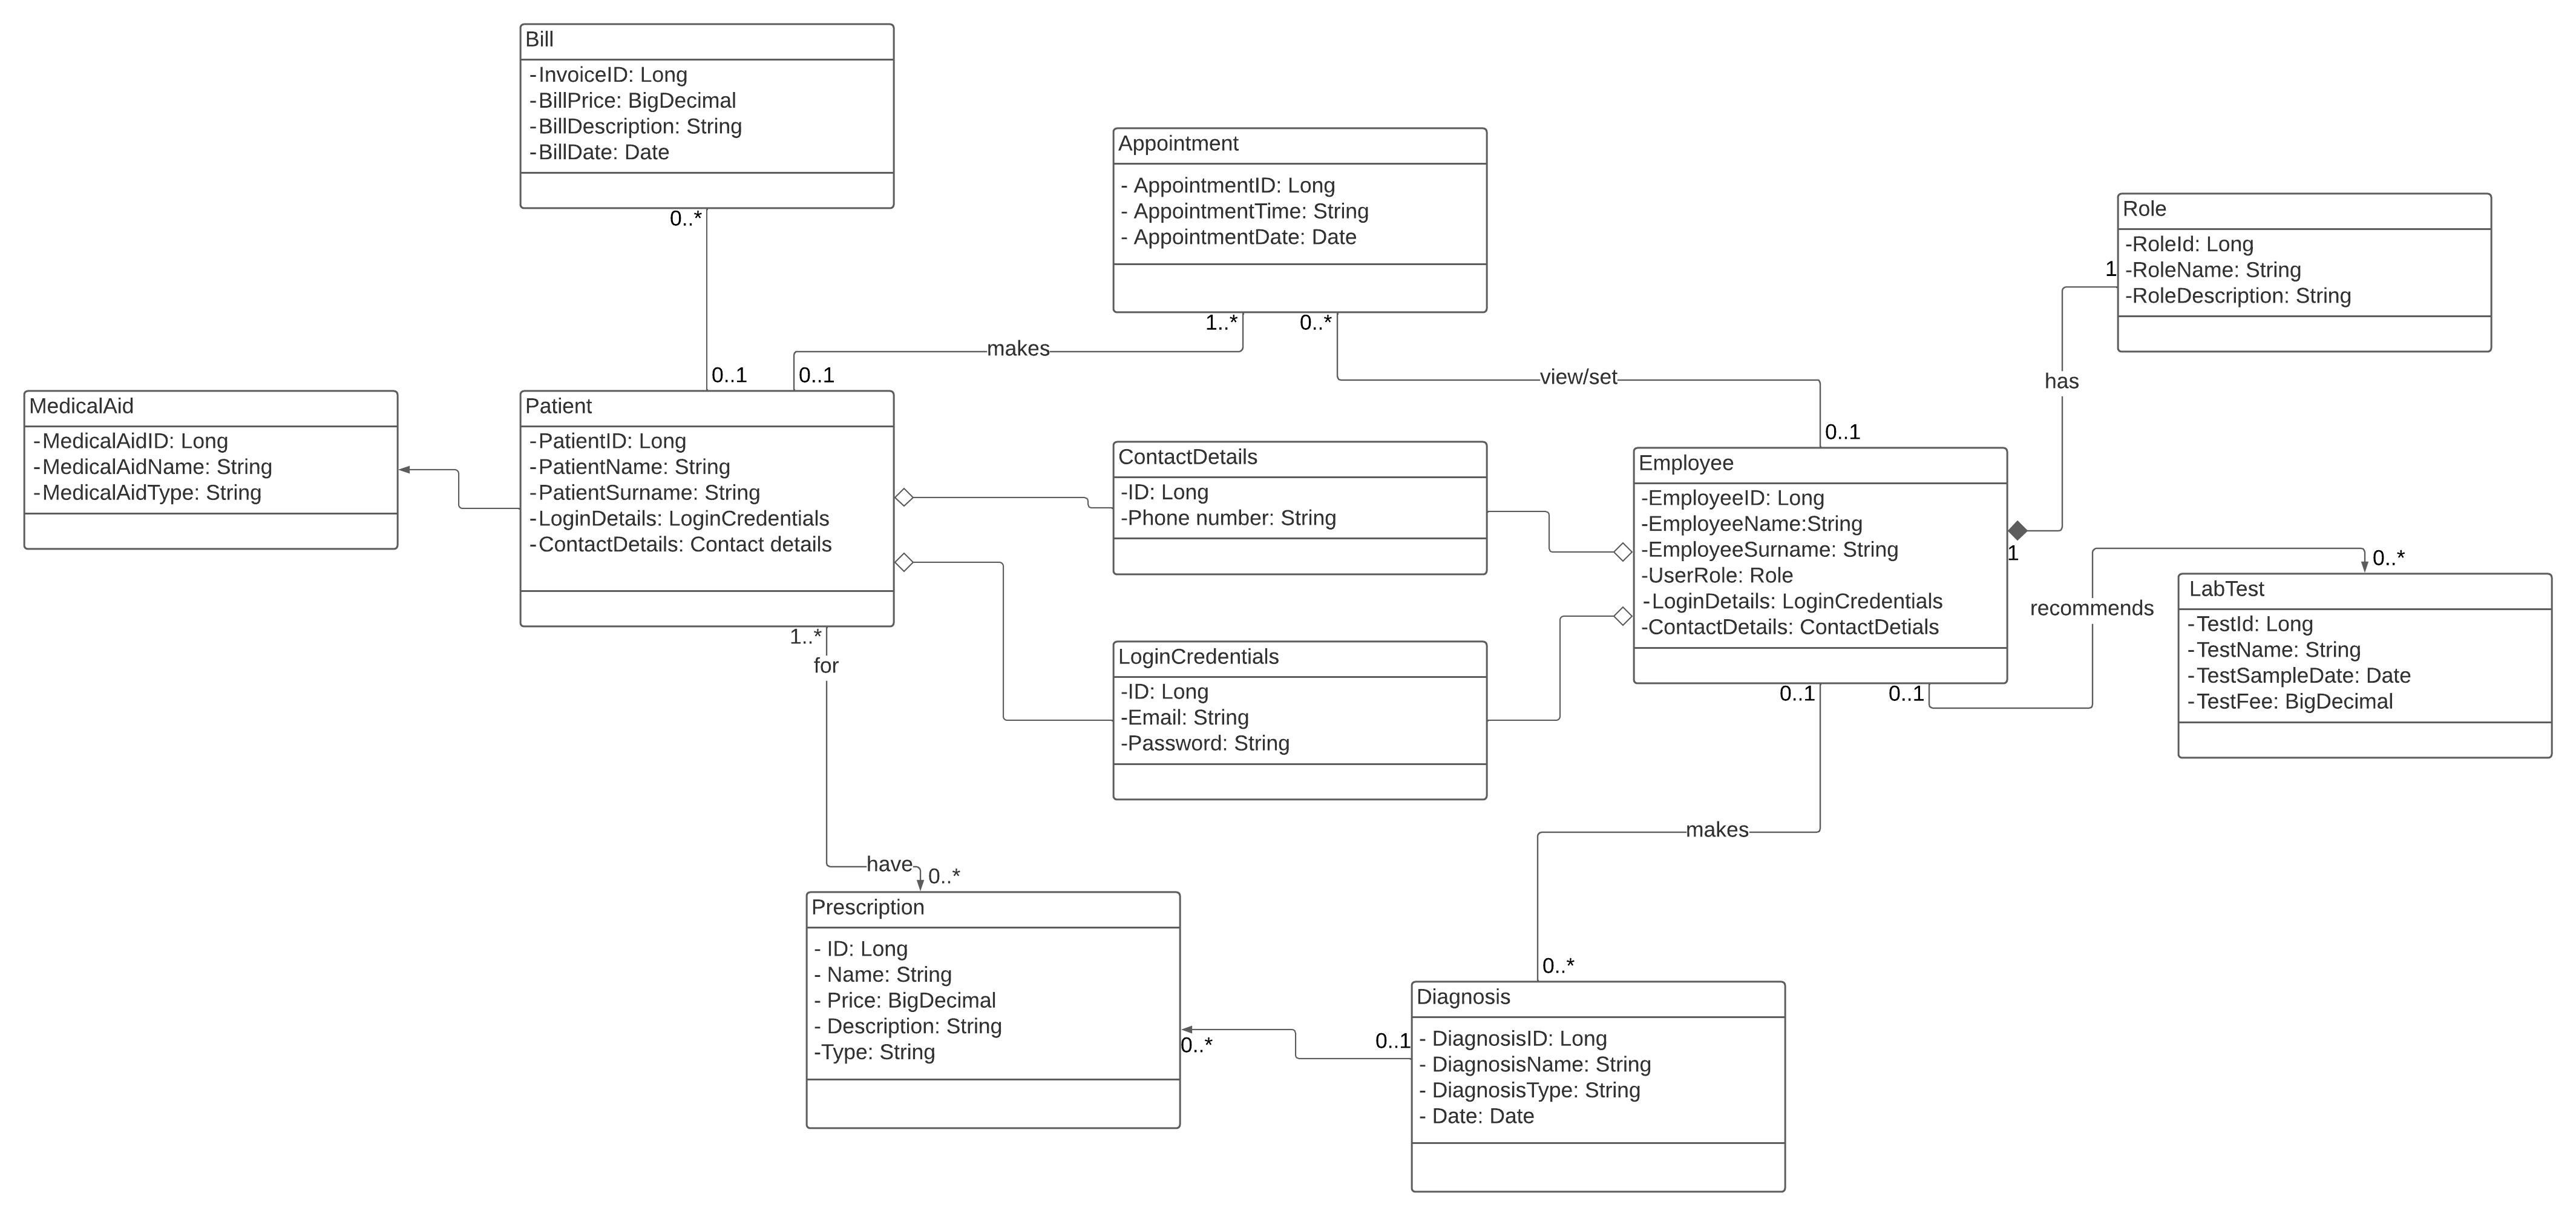 Bill
-InvoiceID: Long
-BillPrice: BigDecimal
-BillDescription: String
-BillDate: Date
0..*
0..1
Appointment
- AppointmentID: Long
- AppointmentTime: String
- AppointmentDate: Date
1..*
0..*
makes
0..1
view/set
0..1
Role
-RoleId: Long
-RoleName: String
-RoleDescription: String
1
has
1
MedicalAid
-MedicalAidID: Long
-MedicalAidName: String
-MedicalAidType: String
Patient
-PatientID: Long
-PatientName: String
-PatientSurname: String
-LoginDetails: LoginCredentials
-ContactDetails: Contact details
ContactDetails
-ID: Long
-Phone number: String
Employee
-EmployeeID: Long
-EmployeeName:String
-EmployeeSurname: String
-UserRole: Role
-LoginDetails: LoginCredentials
-ContactDetails: ContactDetials
LoginCredentials
-ID: Long
-Email: String
-Password: String
recommends
0..*
LabTest
-TestId: Long
-TestName: String
-TestSampleDate: Date
-TestFee: BigDecimal
1..*
for
have
0..*
0..1
0..1
makes
0..*
Prescription
- ID: Long
- Name: String
- Price: BigDecimal
- Description: String
-Type: String
0..*
0..1
Diagnosis
- DiagnosisID: Long
- DiagnosisName: String
- DiagnosisType: String
- Date: Date